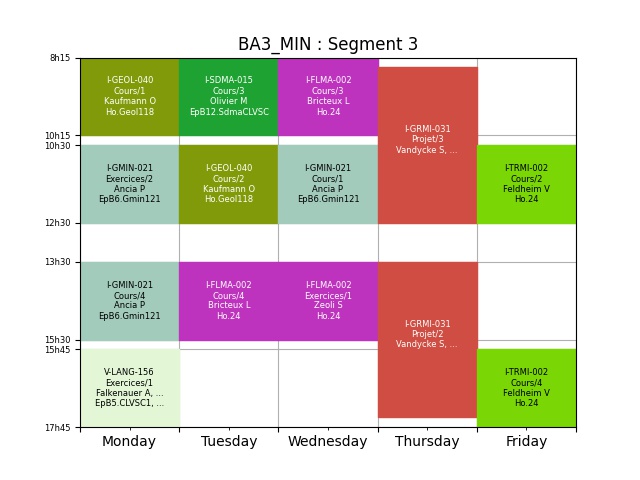 BA3_MIN : Segment 3
8h15
I-GEOL-040
Cours/1
Kaufmann O
Ho.Geol118
I-SDMA-015
Cours/3
Olivier M
EpB12.SdmaCLVSC
I-FLMA-002
Cours/3
Bricteux L
Ho.24
I-GRMI-031
Projet/3
Vandycke S, ...
10h15
10h30
I-GMIN-021
Exercices/2
Ancia P
EpB6.Gmin121
I-GEOL-040
Cours/2
Kaufmann O
Ho.Geol118
I-GMIN-021
Cours/1
Ancia P
EpB6.Gmin121
I-TRMI-002
Cours/2
Feldheim V
Ho.24
12h30
13h30
I-GMIN-021
Cours/4
Ancia P
EpB6.Gmin121
I-FLMA-002
Cours/4
Bricteux L
Ho.24
I-FLMA-002
Exercices/1
Zeoli S
Ho.24
I-GRMI-031
Projet/2
Vandycke S, ...
15h30
15h45
V-LANG-156
Exercices/1
Falkenauer A, ...
EpB5.CLVSC1, ...
I-TRMI-002
Cours/4
Feldheim V
Ho.24
17h45
Monday
Tuesday
Wednesday
Thursday
Friday